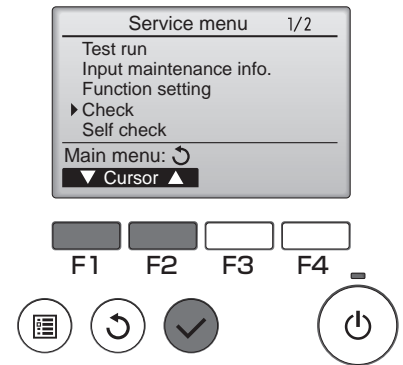 Service menu 1/2
Test run
Input maintenance info.
Function setting
Check
Self check
Main menu:
Cursor
F1 F2 F3 F4